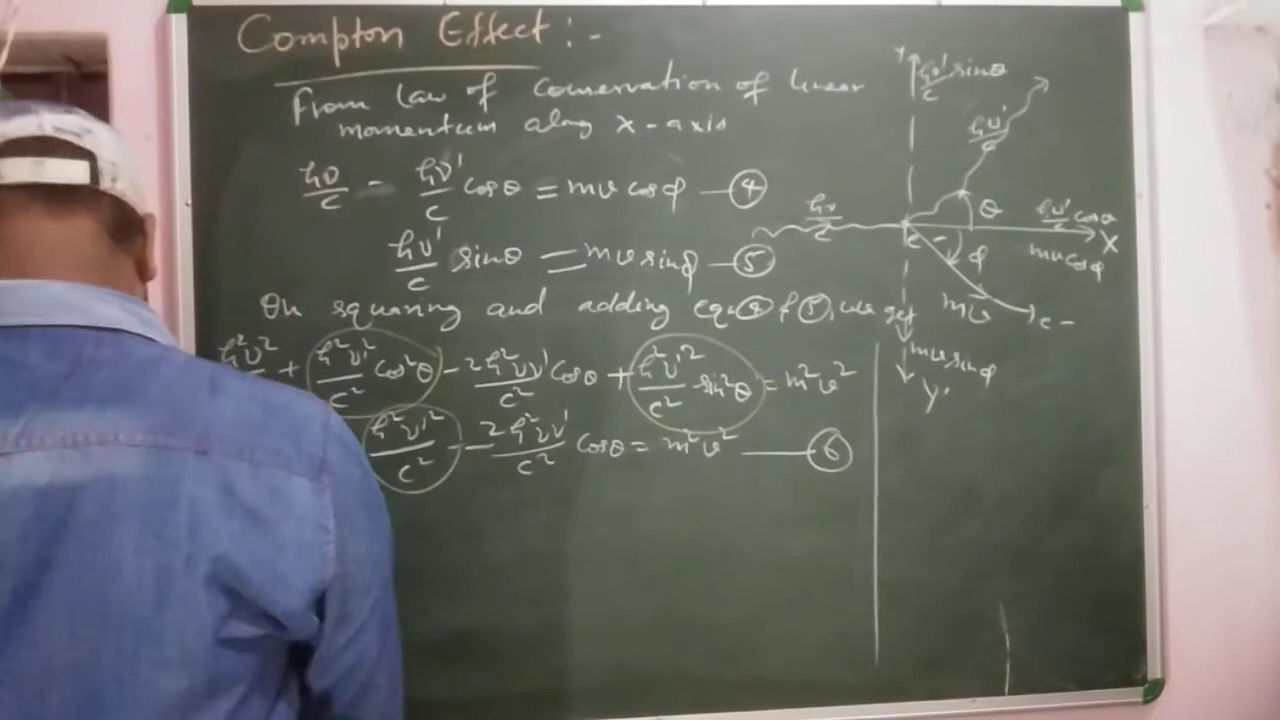 Compton Effect :-
From law of conservation of linear
momentum along X-axis
hν/c - hν'/c cosθ = mv cosφ — ④
hν'/c sinθ = mv sinφ — ⑤
On squaring and adding equ ④ & ⑤, we get
h²ν²/ + h²ν'²/c² cos²θ - 2h²νν'/c² cosθ + h²ν'²/c² sin²θ = m²v²
h²ν'²/c² - 2h²νν'/c² cosθ = m²v² — ⑥
Y
hν'/c sinθ
hν'/c
hν/c
θ
hν'/c cosθ
X
e-
φ
mv cosφ
mv
e-
mv sinφ
Y'